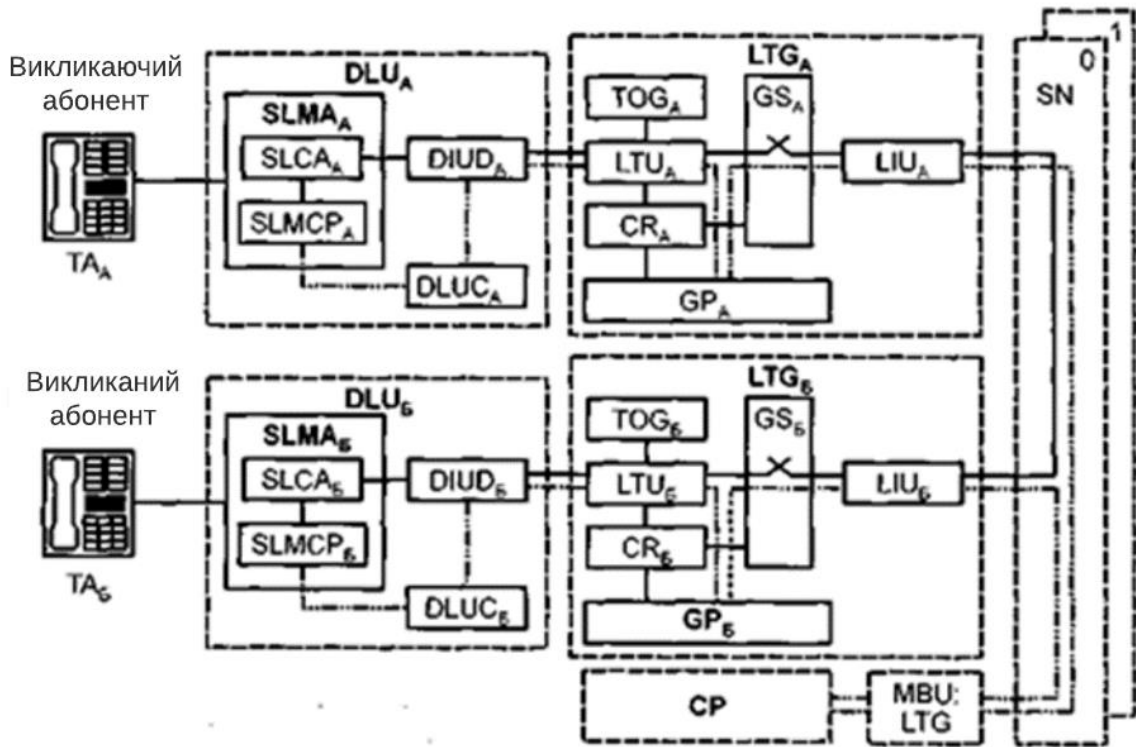 Викликаючий
абонент
TAА
DLUА
SLMAА
SLCAА
SLMCPА
DIUDА
DLUCА
LTGА
TOGА
LTUА
CRА
GPА
GSА
LIUА
SN
0
1
Викликаний
абонент
TAБ
DLUБ
SLMAБ
SLCAБ
SLMCPБ
DIUDБ
DLUCБ
LTGБ
TOGБ
LTUБ
CRБ
GPБ
GSБ
LIUБ
CP
MBU:
LTG